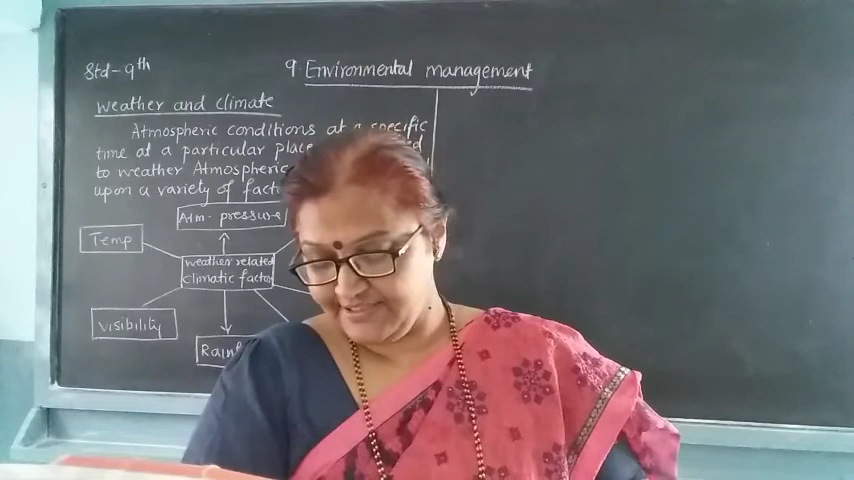 Std-9th
9. Environmental management
Weather and climate
Atmospheric conditions at a specific
time at a particular place
to weather Atmospheric
upon a variety of
Atm. pressure
Temp
Weather related
climatic factor
Visibility